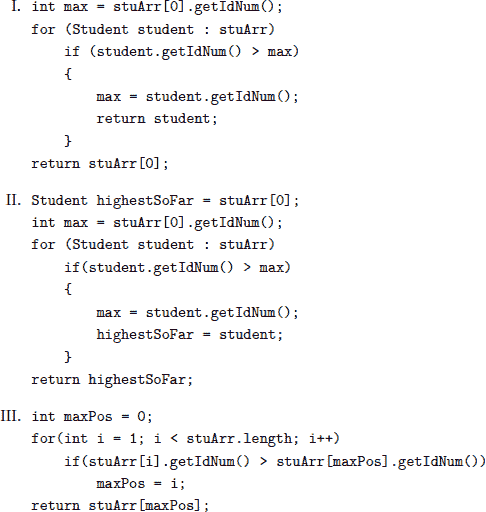 I. int max = stuArr[0].getIdNum();
for (Student student : stuArr)
if (student.getIdNum() > max)
{
max = student.getIdNum();
return student;
}
return stuArr[0];
II. Student highestSoFar = stuArr[0];
int max = stuArr[0].getIdNum();
for (Student student : stuArr)
if(student.getIdNum() > max)
{
max = student.getIdNum();
highestSoFar = student;
}
return highestSoFar;
III. int maxPos = 0;
for(int i = 1; i < stuArr.length; i++)
if(stuArr[i].getIdNum() > stuArr[maxPos].getIdNum())
maxPos = i;
return stuArr[maxPos];